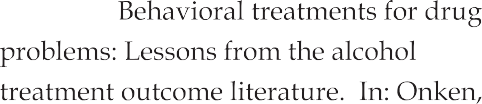 Behavioral treatments for drug
problems: Lessons from the alcohol
treatment outcome literature. In: Onken,